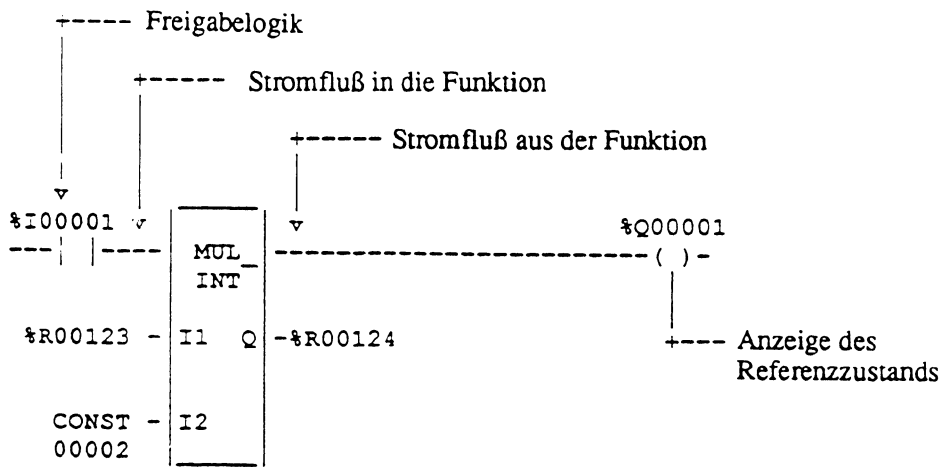 Freigabelogik
Stromfluß in die Funktion
Stromfluß aus der Funktion
%I00001
%Q00001
MUL_
INT
( )
%R00123 - I1 Q -%R00124
Anzeige des
Referenzzustands
CONST - I2
00002